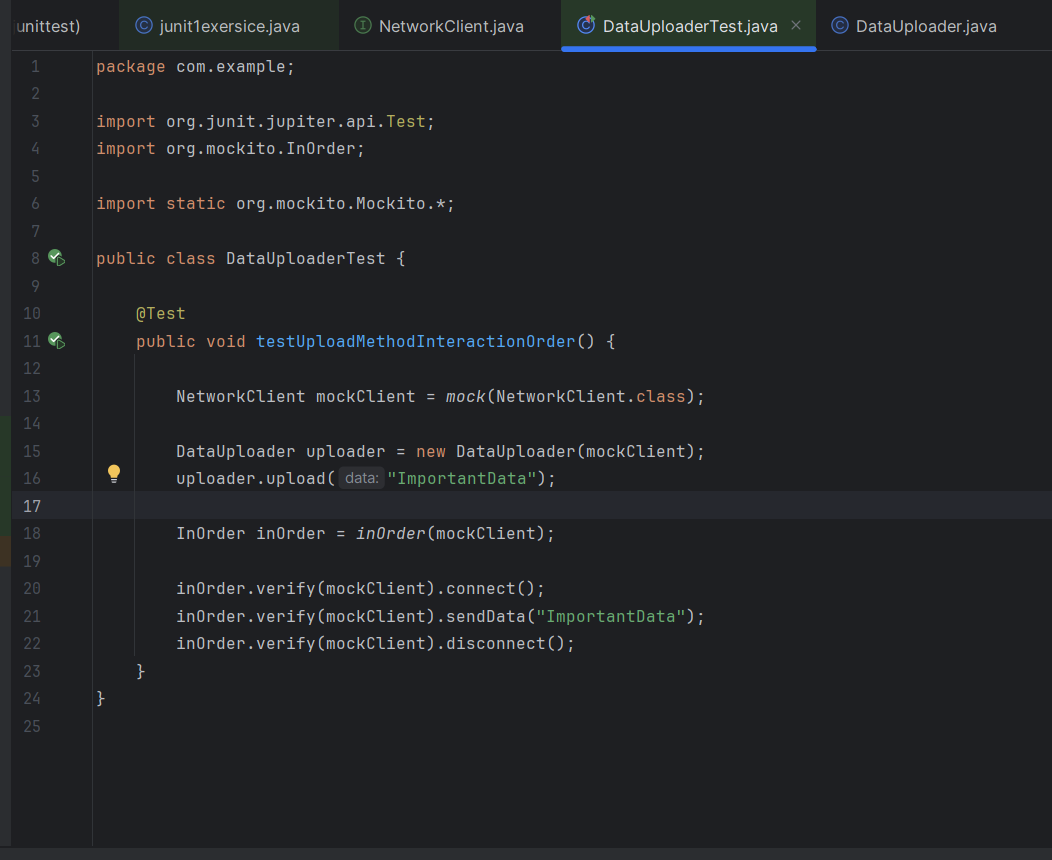 unittest) junit1exersice.java NetworkClient.java DataUploaderTest.java DataUploader.java
1 package com.example;
2
3 import org.junit.jupiter.api.Test;
4 import org.mockito.InOrder;
5
6 import static org.mockito.Mockito.*;
7
8 public class DataUploaderTest {
9
10 @Test
11 public void testUploadMethodInteractionOrder() {
12
13 NetworkClient mockClient = mock(NetworkClient.class);
14
15 DataUploader uploader = new DataUploader(mockClient);
16 uploader.upload( data: "ImportantData");
17
18 InOrder inOrder = inOrder(mockClient);
19
20 inOrder.verify(mockClient).connect();
21 inOrder.verify(mockClient).sendData("ImportantData");
22 inOrder.verify(mockClient).disconnect();
23 }
24 }
25